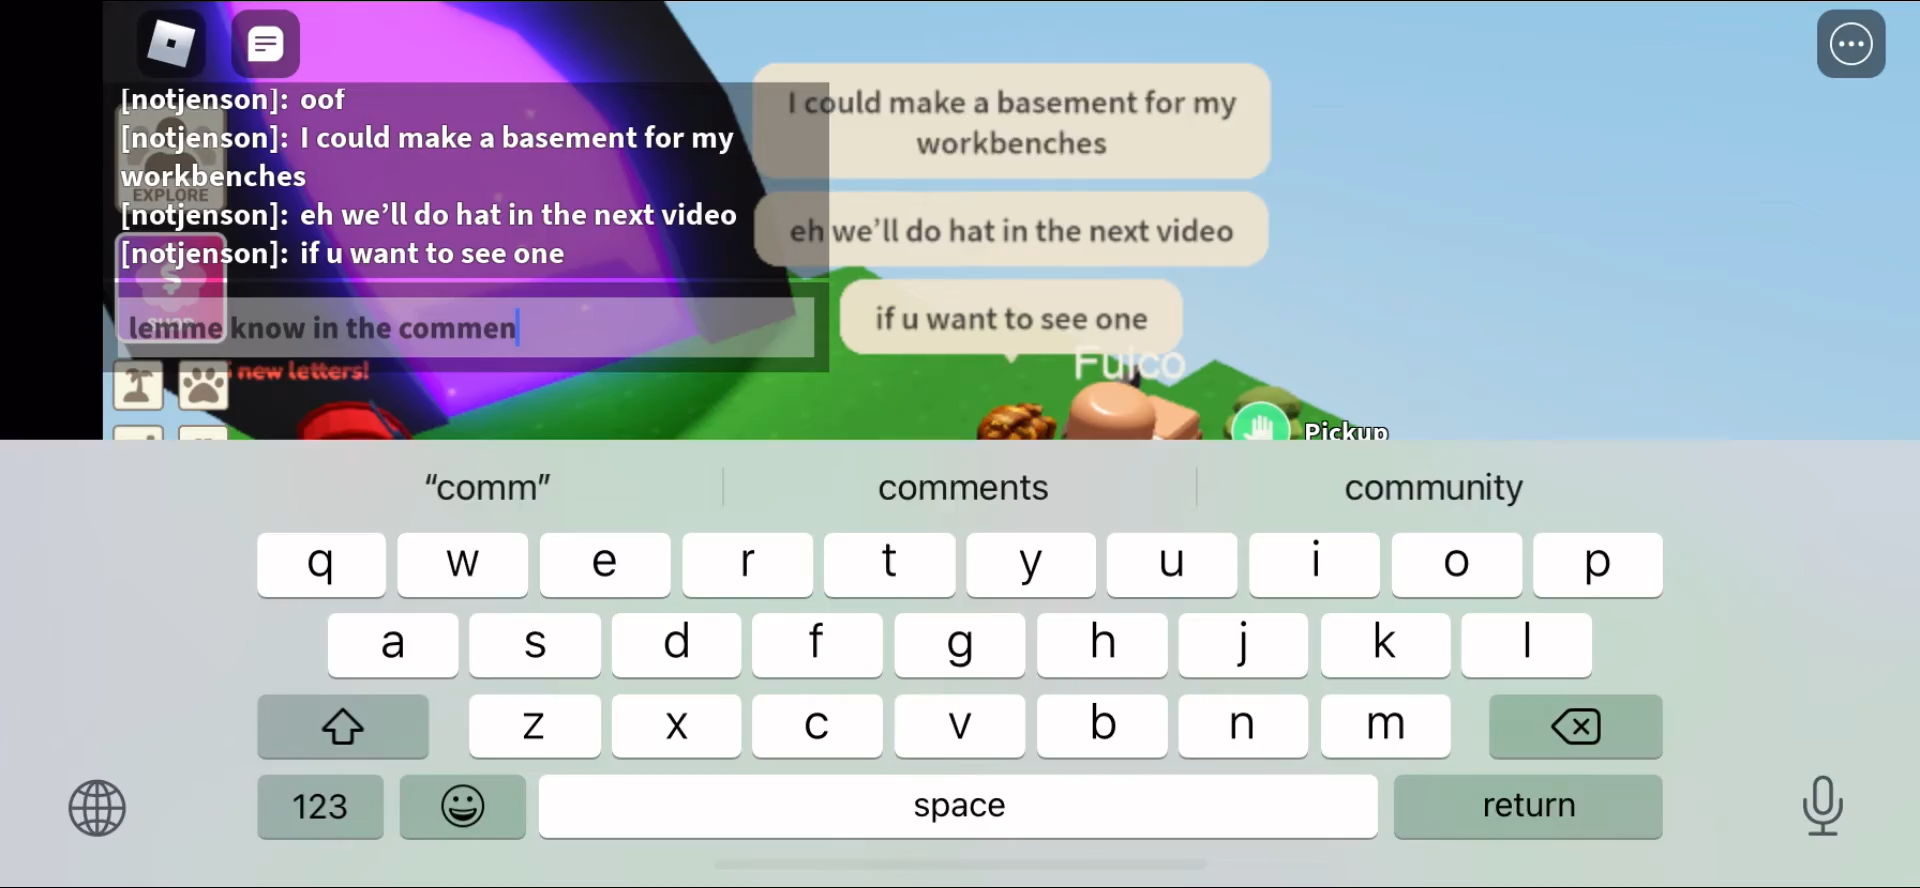 [notjenson]: oof
[notjenson]: I could make a basement for my
workbenches
EXPLORE
[notjenson]: eh we’ll do hat in the next video
[notjenson]: if u want to see one
lemme know in the commen
new letters!
I could make a basement for my
workbenches
eh we’ll do hat in the next video
if u want to see one
Fulco
Pickup
“comm” comments community
q w e r t y u i o p
a s d f g h j k l
z x c v b n m
123 space return